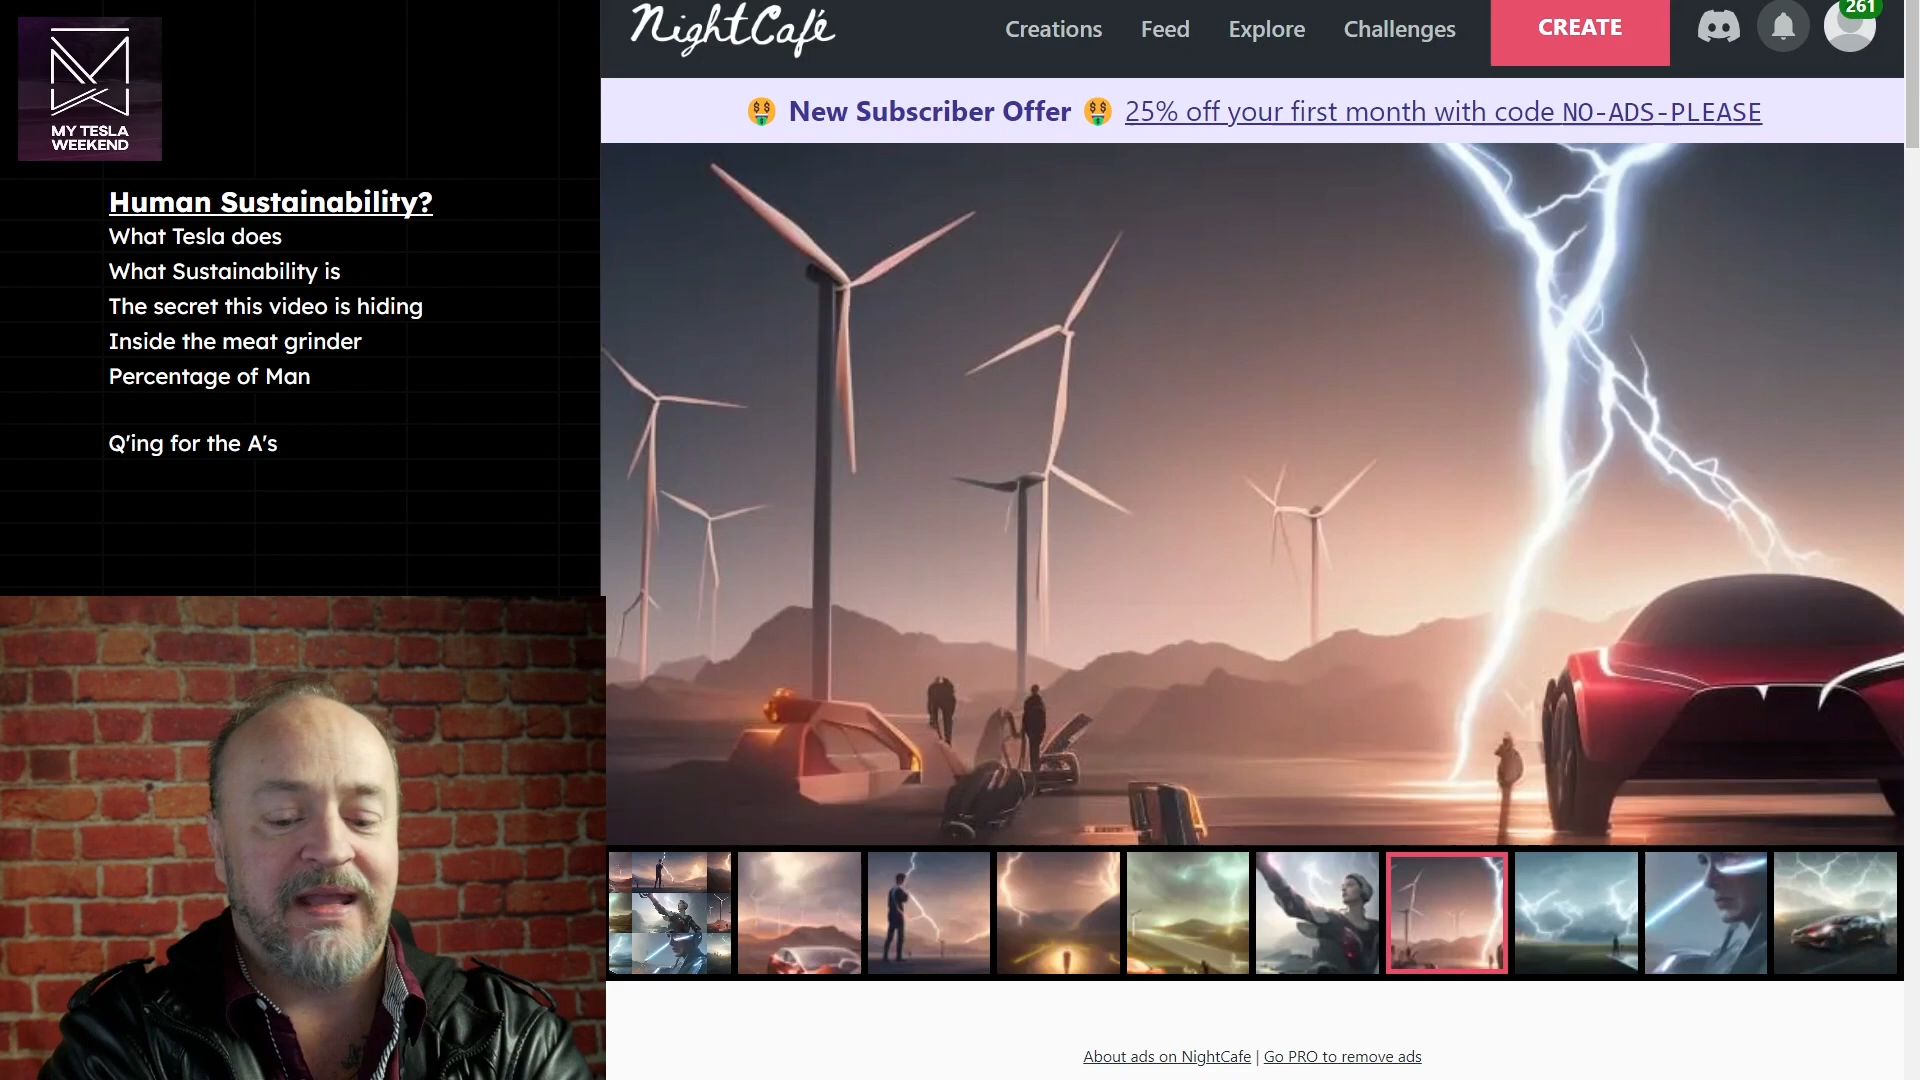 MY TESLA
WEEKEND
Human Sustainability?
What Tesla does
What Sustainability is
The secret this video is hiding
Inside the meat grinder
Percentage of Man
Q'ing for the A's
NightCafé
Creations
Feed
Explore
Challenges
CREATE
261
New Subscriber Offer
25% off your first month with code NO-ADS-PLEASE
About ads on NightCafe | Go PRO to remove ads